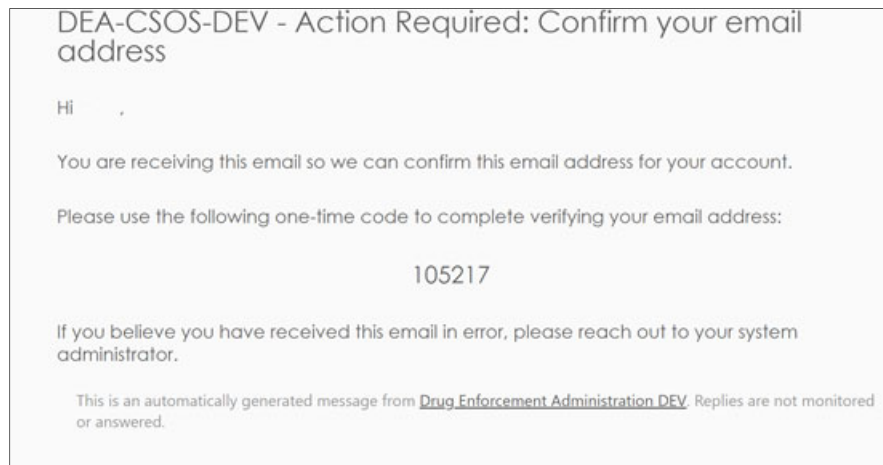 DEA-CSOS-DEV - Action Required: Confirm your email
address
Hi ,
You are receiving this email so we can confirm this email address for your account.
Please use the following one-time code to complete verifying your email address:
105217
If you believe you have received this email in error, please reach out to your system
administrator.
This is an automatically generated message from Drug Enforcement Administration DEV. Replies are not monitored
or answered.